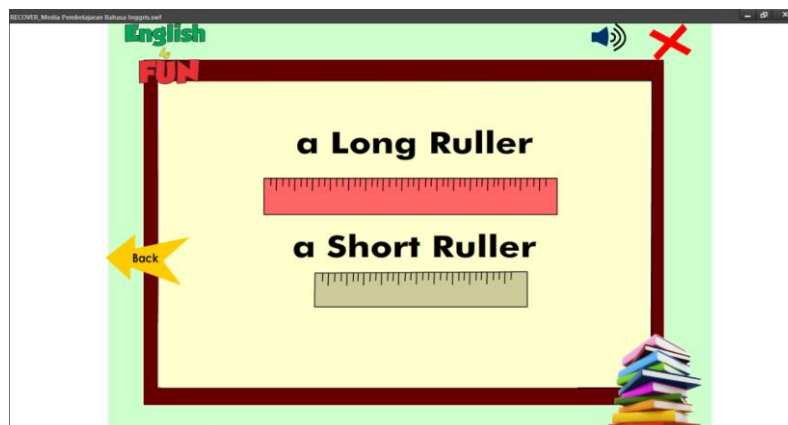 RECOVER_Media Pembelajaran Bahasa Inggris.swf
English
is
FUN
a Long Ruller
a Short Ruller
Back